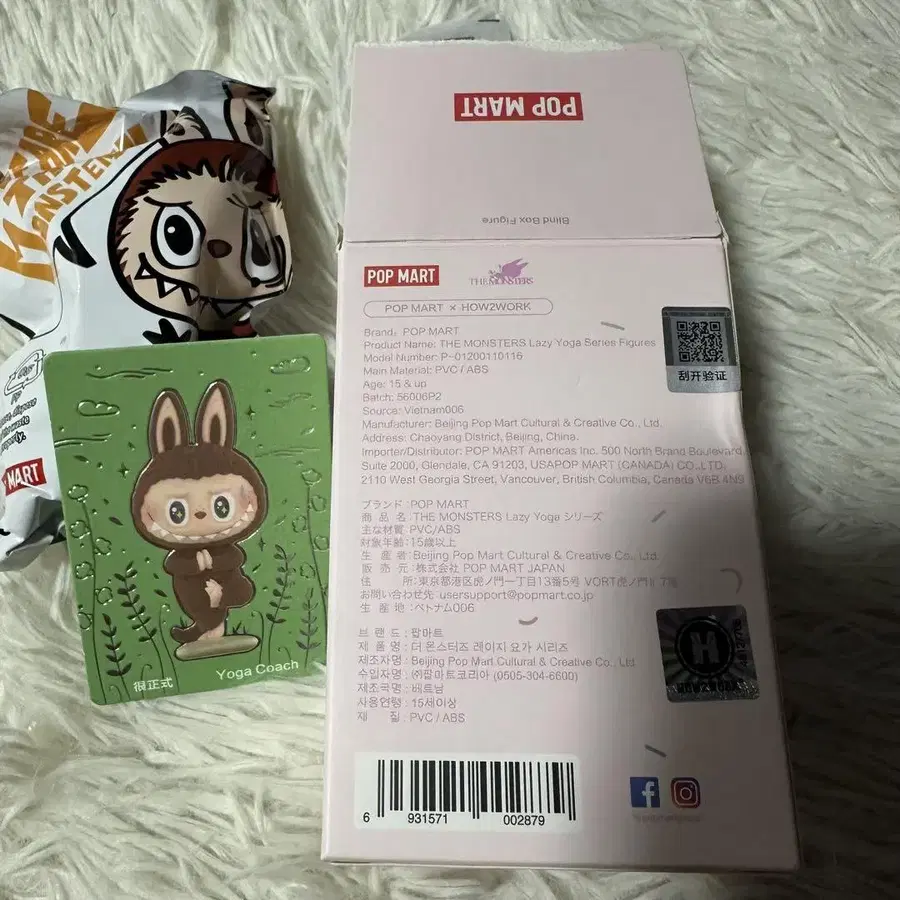 POP MART
Blind Box Figure
THE MONSTERS
POP MART
THE MONSTERS
POP MART × HOW2WORK
Brand: POP MART
Product Name: THE MONSTERS Lazy Yoga Series Figures
Model Number: P-01200110116
Main Material: PVC / ABS
Age: 15 & up
Batch: 56006P2
Source: Vietnam006
Manufacturer: Beijing Pop Mart Cultural & Creative Co., Ltd.
Address: Chaoyang District, Beijing, China.
Importer/Distributor: POP MART Americas Inc. 500 North Brand Boulevard,
Suite 2000, Glendale, CA 91203, USAPOP MART (CANADA) CO.,LTD.
2110 West Georgia Street, Vancouver, British Columbia, Canada V6B 4N9
刮开验证
ブランド:POP MART
商品名:THE MONSTERS Lazy Yoga シリーズ
主な材質:PVC/ABS
対象年齢:15歳以上
生産者:Beijing Pop Mart Cultural & Creative Co., Ltd.
販売元:株式会社 POP MART JAPAN
住所:東京都港区虎ノ門一丁目13番5号 VORT虎ノ門Ⅱ 7階
お問い合わせ先:usersupport@popmart.co.jp
生産地:ベトナム006
브랜드:팝마트
제품명:더 몬스터즈 레이지 요가 시리즈
제조자명:Beijing Pop Mart Cultural & Creative Co., Ltd
수입자명:㈜팝마트코리아 (0505-304-6600)
제조국명:베트남
사용연령:15세이상
재질:PVC / ABS
H
6 931571 002879
MART
很正式
Yoga Coach